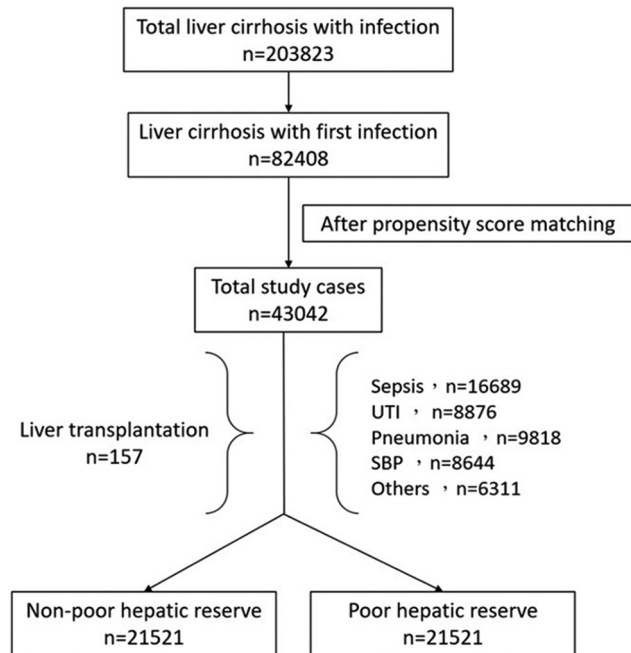 Total liver cirrhosis with infection
n=203823
Liver cirrhosis with first infection
n=82408
After propensity score matching
Total study cases
n=43042
Liver transplantation
n=157
Sepsis，n=16689
UTI，n=8876
Pneumonia，n=9818
SBP，n=8644
Others，n=6311
Non-poor hepatic reserve
n=21521
Poor hepatic reserve
n=21521